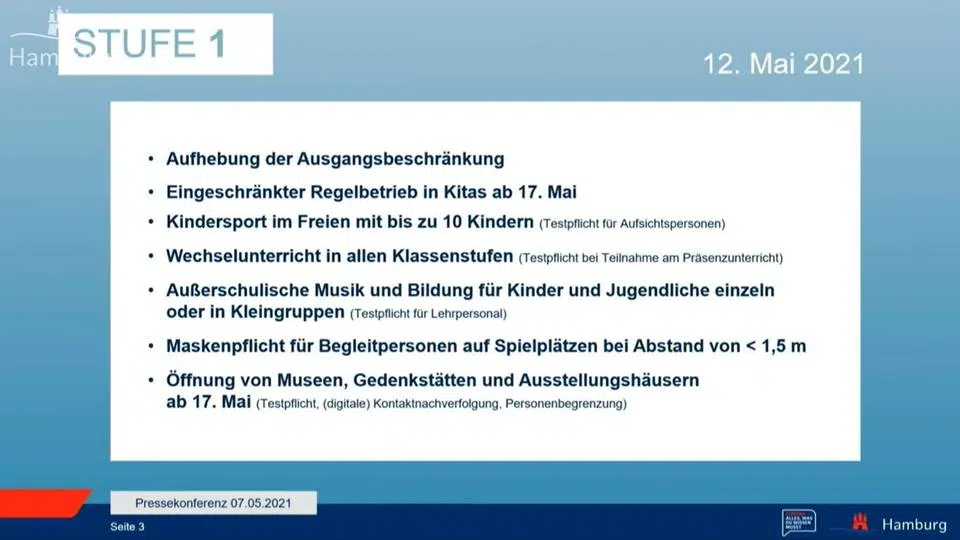 Ham
STUFE 1
12. Mai 2021
• Aufhebung der Ausgangsbeschränkung
• Eingeschränkter Regelbetrieb in Kitas ab 17. Mai
• Kindersport im Freien mit bis zu 10 Kindern (Testpflicht für Aufsichtspersonen)
• Wechselunterricht in allen Klassenstufen (Testpflicht bei Teilnahme am Präsenzunterricht)
• Außerschulische Musik und Bildung für Kinder und Jugendliche einzeln
oder in Kleingruppen (Testpflicht für Lehrpersonal)
• Maskenpflicht für Begleitpersonen auf Spielplätzen bei Abstand von < 1,5 m
• Öffnung von Museen, Gedenkstätten und Ausstellungshäusern
ab 17. Mai (Testpflicht, (digitale) Kontaktnachverfolgung, Personenbegrenzung)
Pressekonferenz 07.05.2021
Seite 3
CORONA
ALLES, WAS
DU WISSEN
MUSST
Hamburg